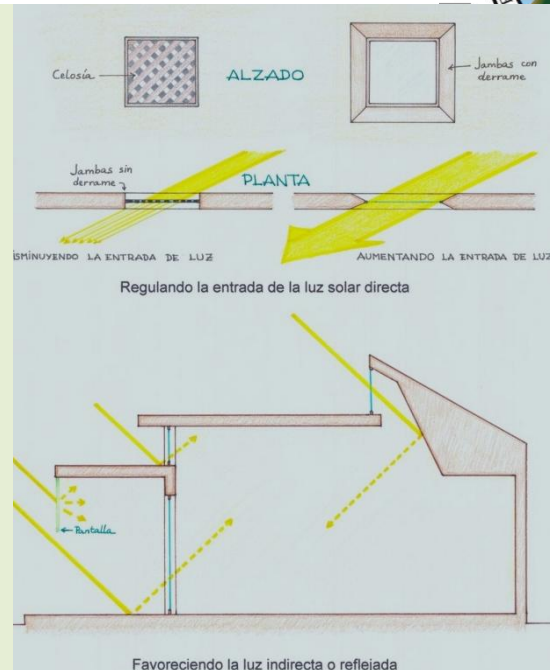 Celosía
ALZADO
Jambas con
derrame
Jambas sin
derrame
PLANTA
ISMINUYENDO LA ENTRADA DE LUZ
AUMENTANDO LA ENTRADA DE LUZ
Regulando la entrada de la luz solar directa
Pantalla
Favoreciendo la luz indirecta o reflejada